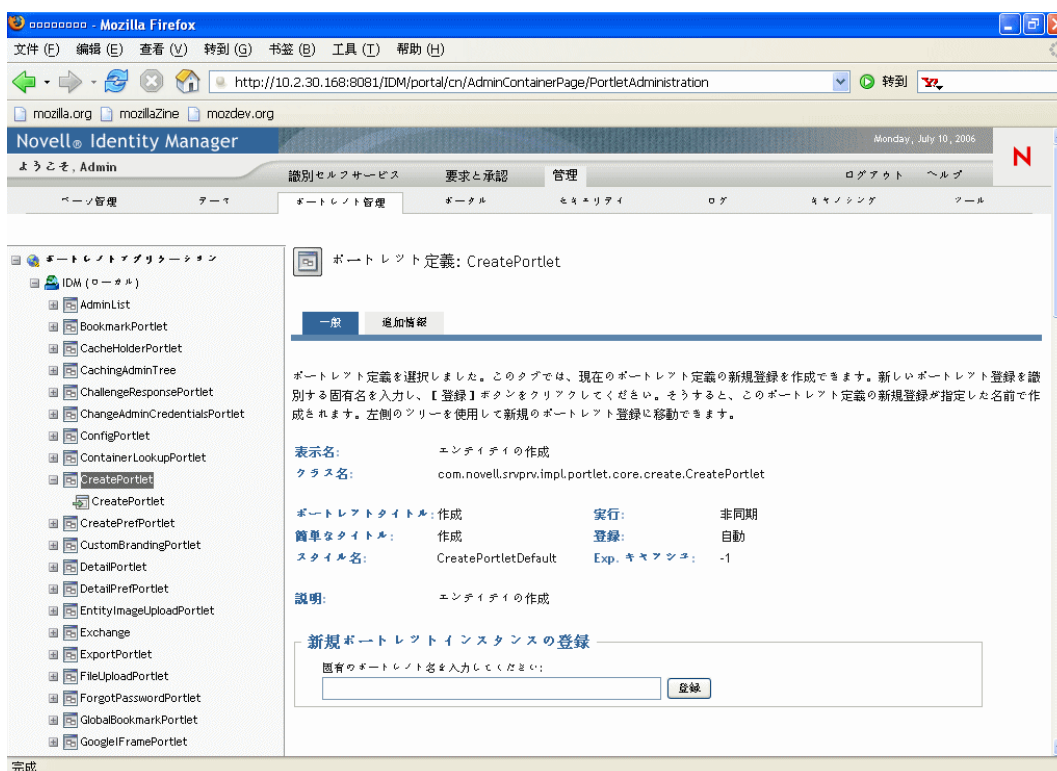 - Mozilla Firefox
文件 (F) 编辑 (E) 查看 (V) 转到 (G) 书签 (B) 工具 (T) 帮助 (H)
http://10.2.30.168:8081/IDM/portal/cn/AdminContainerPage/PortletAdministration
转到
mozilla.org mozillaZine mozdev.org
Novell® Identity Manager
Monday, July 10, 2006
N
ようこそ, Admin
識別セルフサービス 要求と承認 管理 ログアウト ヘルプ
ページ管理 テーマ ポートレット管理 ポータル セキュリティ ログ キャッシング ツール
ポートレットアプリケーション
IDM (ローカル)
AdminList
BookmarkPortlet
CacheHolderPortlet
CachingAdminTree
ChallengeResponsePortlet
ChangeAdminCredentialsPortlet
ConfigPortlet
ContainerLookupPortlet
CreatePortlet
CreatePortlet
CreatePrefPortlet
CustomBrandingPortlet
DetailPortlet
DetailPrefPortlet
EntityImageUploadPortlet
Exchange
ExportPortlet
FileUploadPortlet
ForgotPasswordPortlet
GlobalBookmarkPortlet
GoogleIFramePortlet
ポートレット定義: CreatePortlet
一般 追加情報
ポートレット定義を選択しました。このタブでは、現在のポートレット定義の新規登録を作成できます。新しいポートレット登録を識
別する固有名を入力し、[登録]ボタンをクリックしてください。そうすると、このポートレット定義の新規登録が指定した名前で作
成されます。左側のツリーを使用して新規のポートレット登録に移動できます。
表示名: エンティティの作成
クラス名: com.novell.srvprv.impl.portlet.core.create.CreatePortlet
ポートレットタイトル: 作成 実行: 非同期
簡単なタイトル: 作成 登録: 自動
スタイル名: CreatePortletDefault Exp. キャッシュ: -1
説明: エンティティの作成
新規ポートレットインスタンスの登録
固有のポートレット名を入力してください:
登録
完成